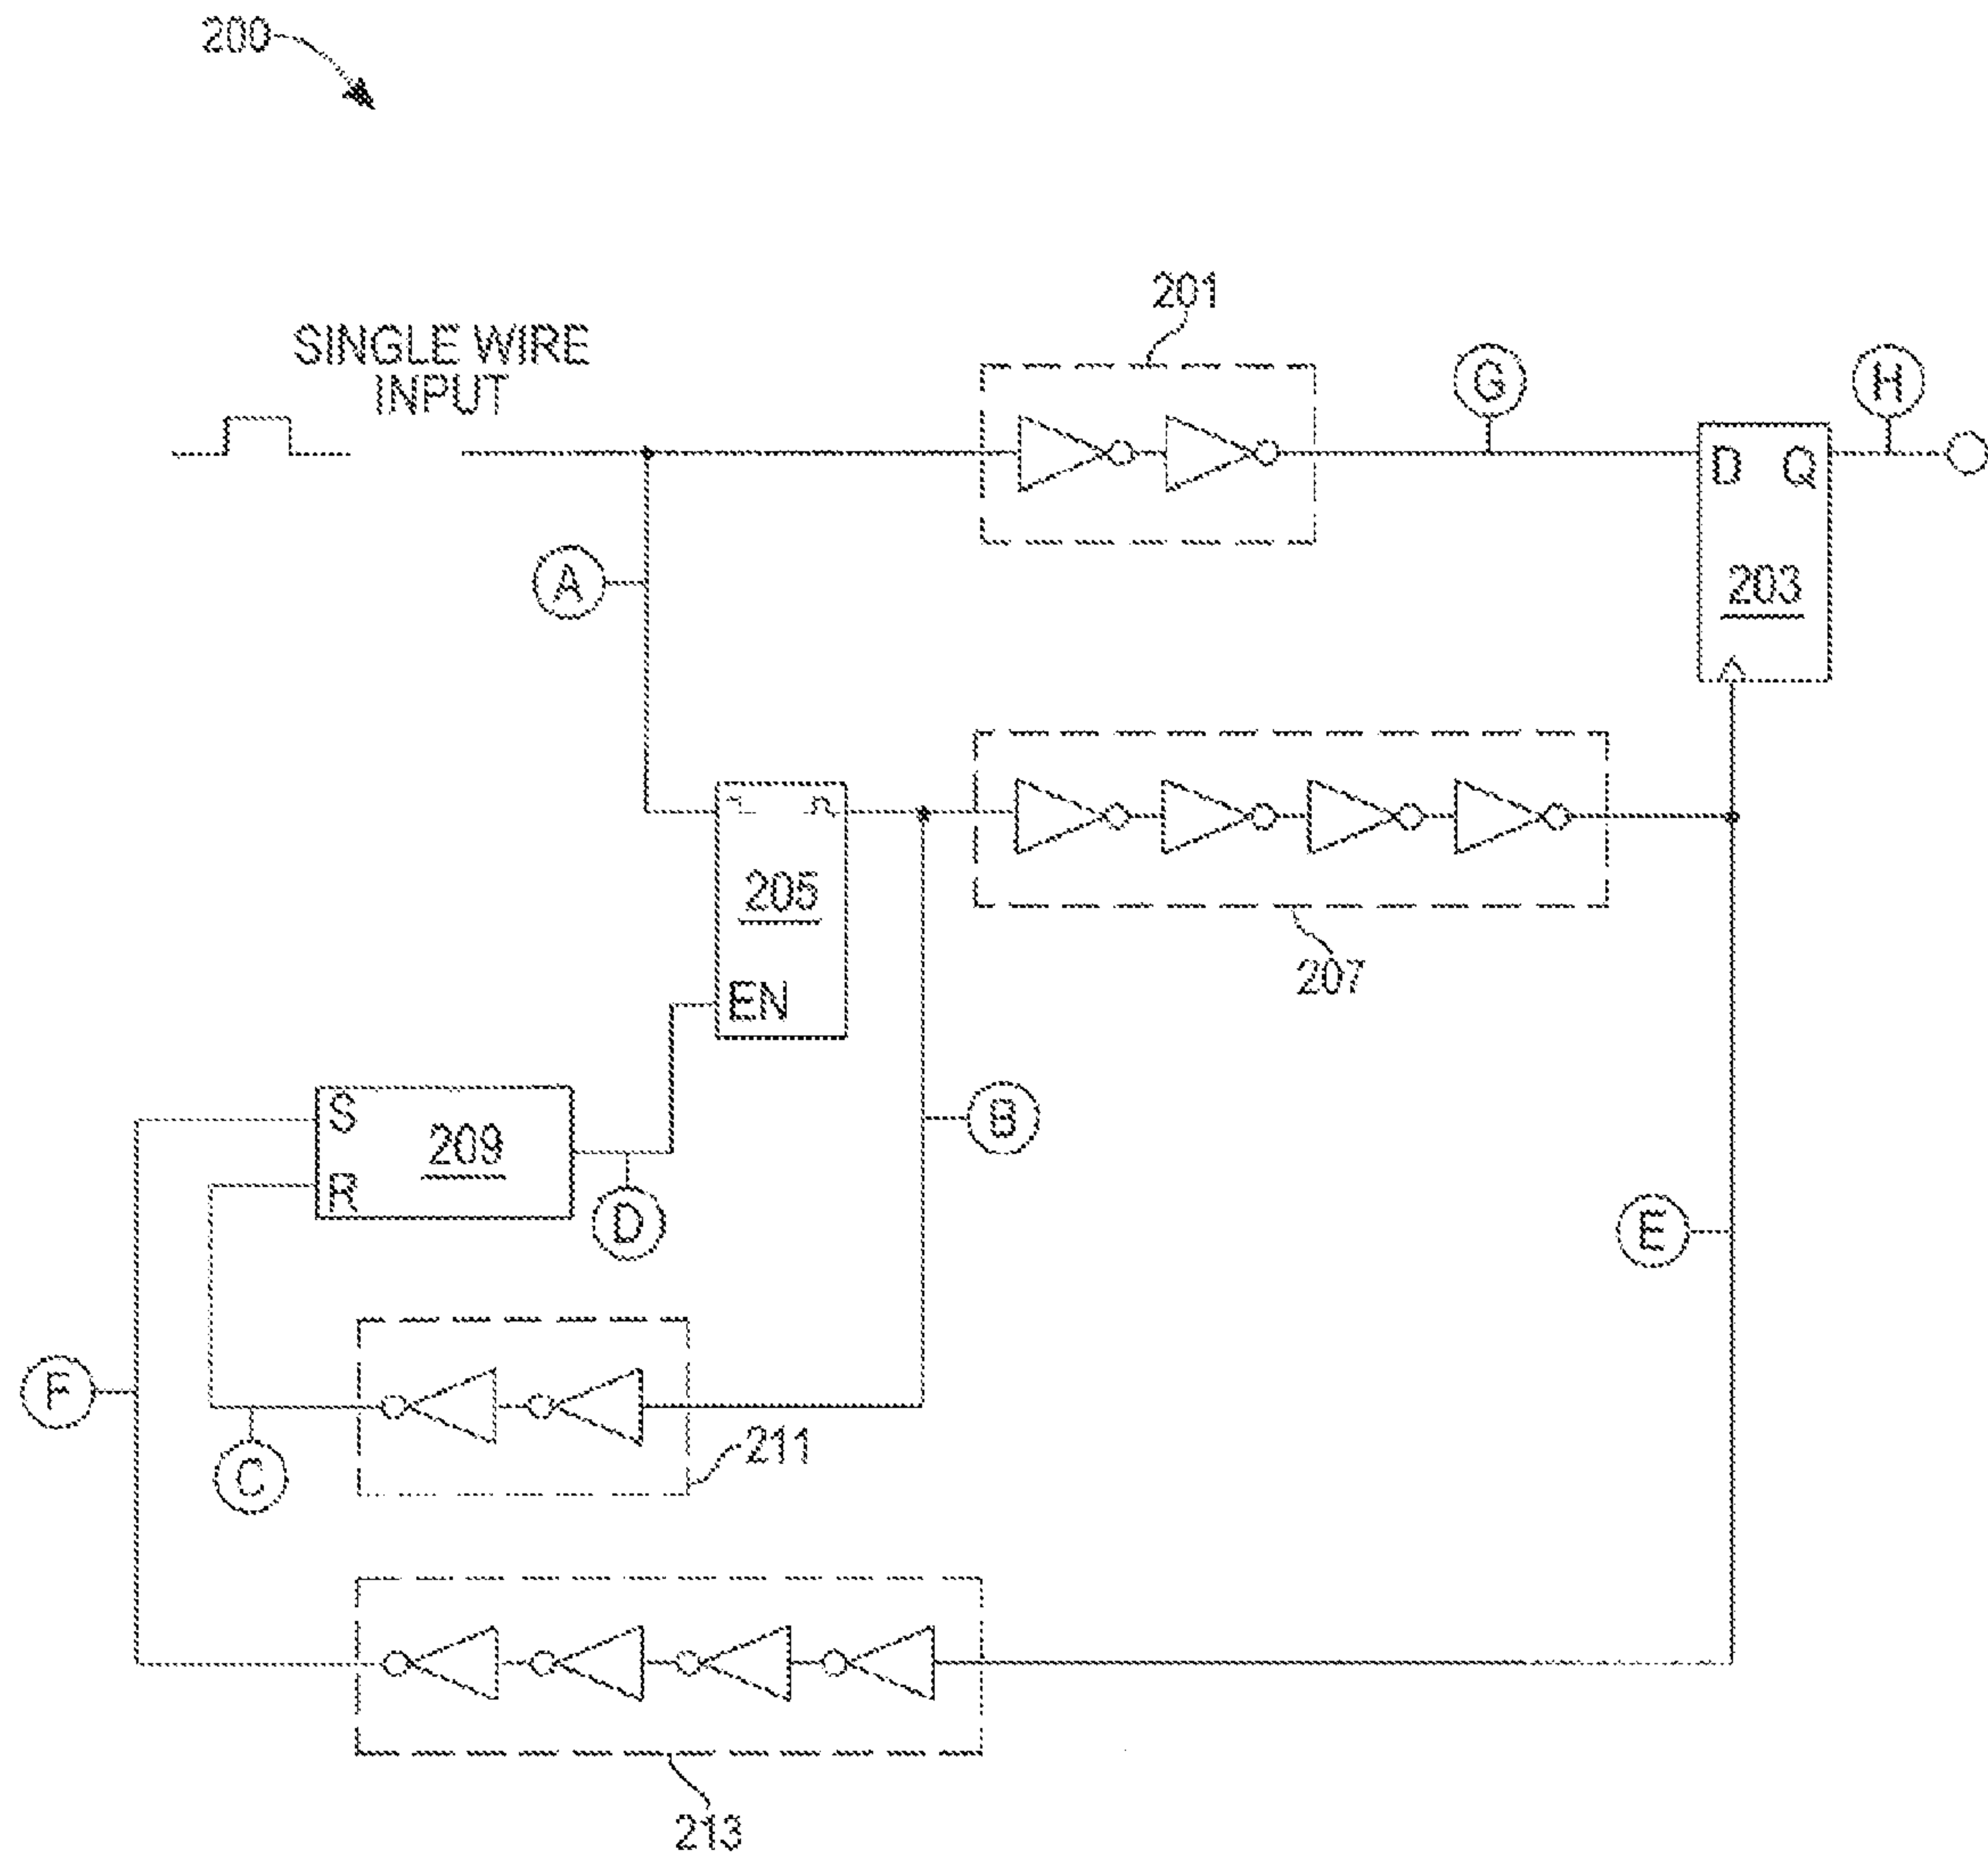 200
201
SINGLE WIRE
INPUT
G
H
D Q
203
A
205
EN
207
S
209
R
B
D
E
F
C
211
213